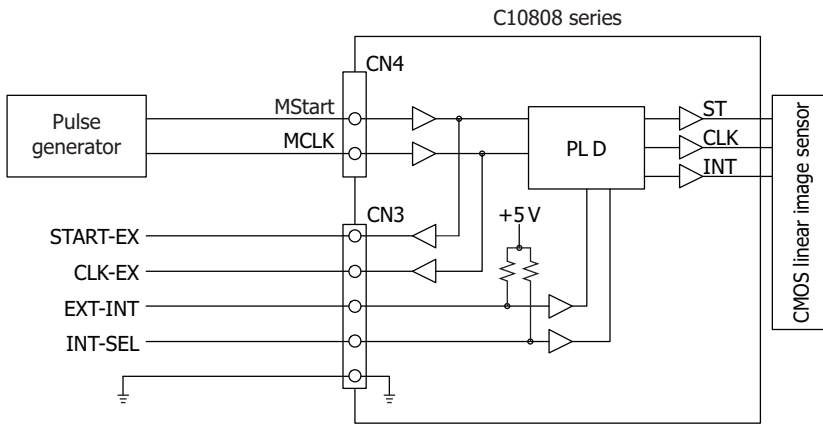 C10808 series
CN4
MStart
MCLK
Pulse
generator
PLD
ST
CLK
INT
CMOS linear image sensor
CN3
+5 V
START-EX
CLK-EX
EXT-INT
INT-SEL